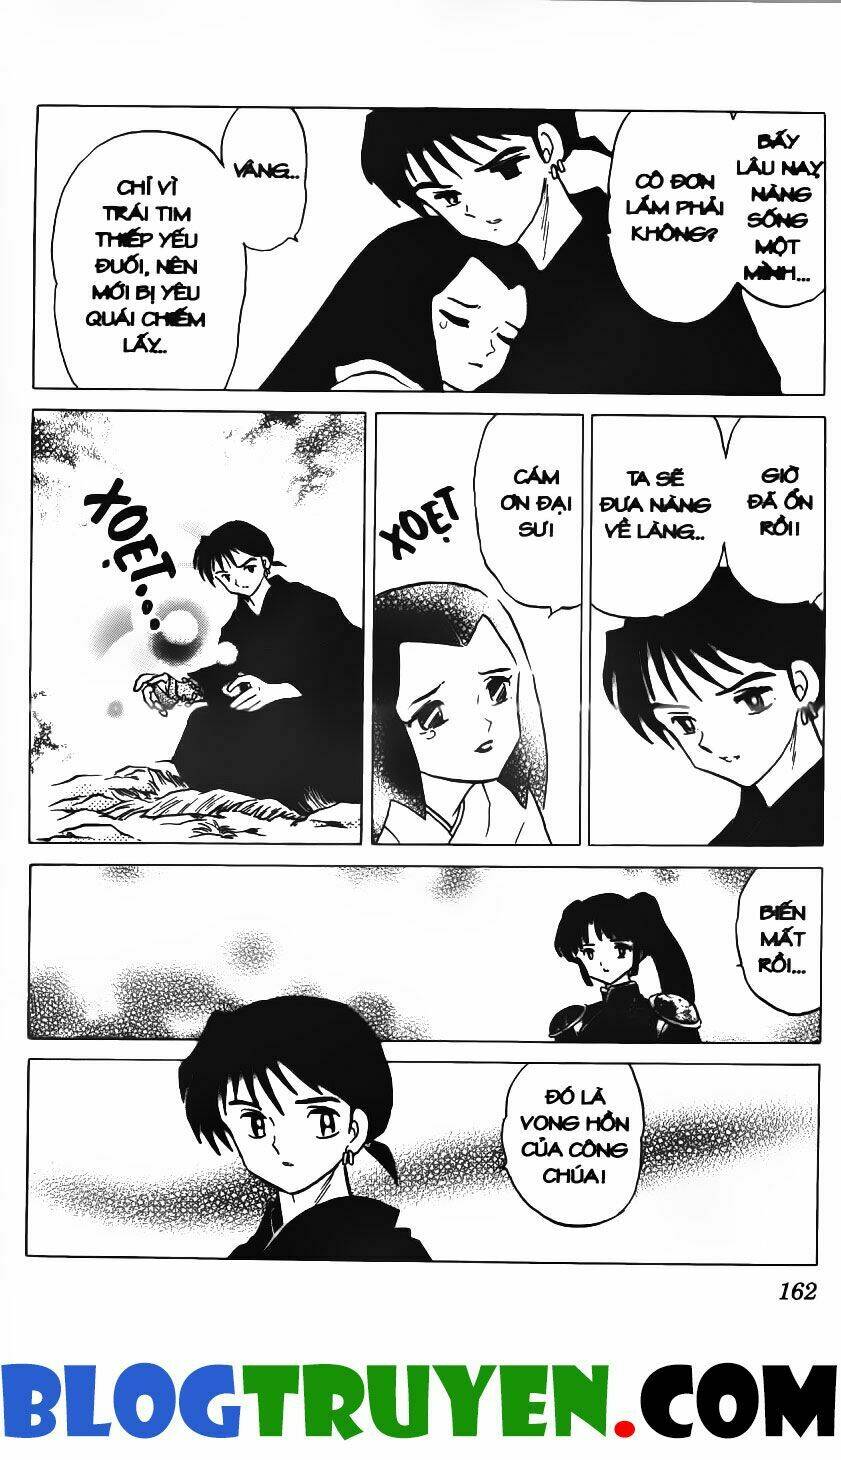 BẤY
LÂU NAY,
NÀNG
SỐNG
MỘT
MÌNH...
CÔ ĐƠN
LẮM PHẢI
KHÔNG?
VÂNG...
CHỈ VÌ
TRÁI TIM
THIẾP YẾU
ĐUỐI, NÊN
MỚI BỊ YÊU
QUÁI CHIẾM
LẤY...
GIỜ
ĐÃ ỔN
RỒI!
TA SẼ
ĐƯA NÀNG
VỀ LÀNG...
CÁM
ƠN ĐẠI
SƯ!
XOẸT
XOẸT...
BIẾN
MẤT
RỒI...
ĐÓ LÀ
VONG HỒN
CỦA CÔNG
CHÚA!
162
BLOGTRUYEN.COM